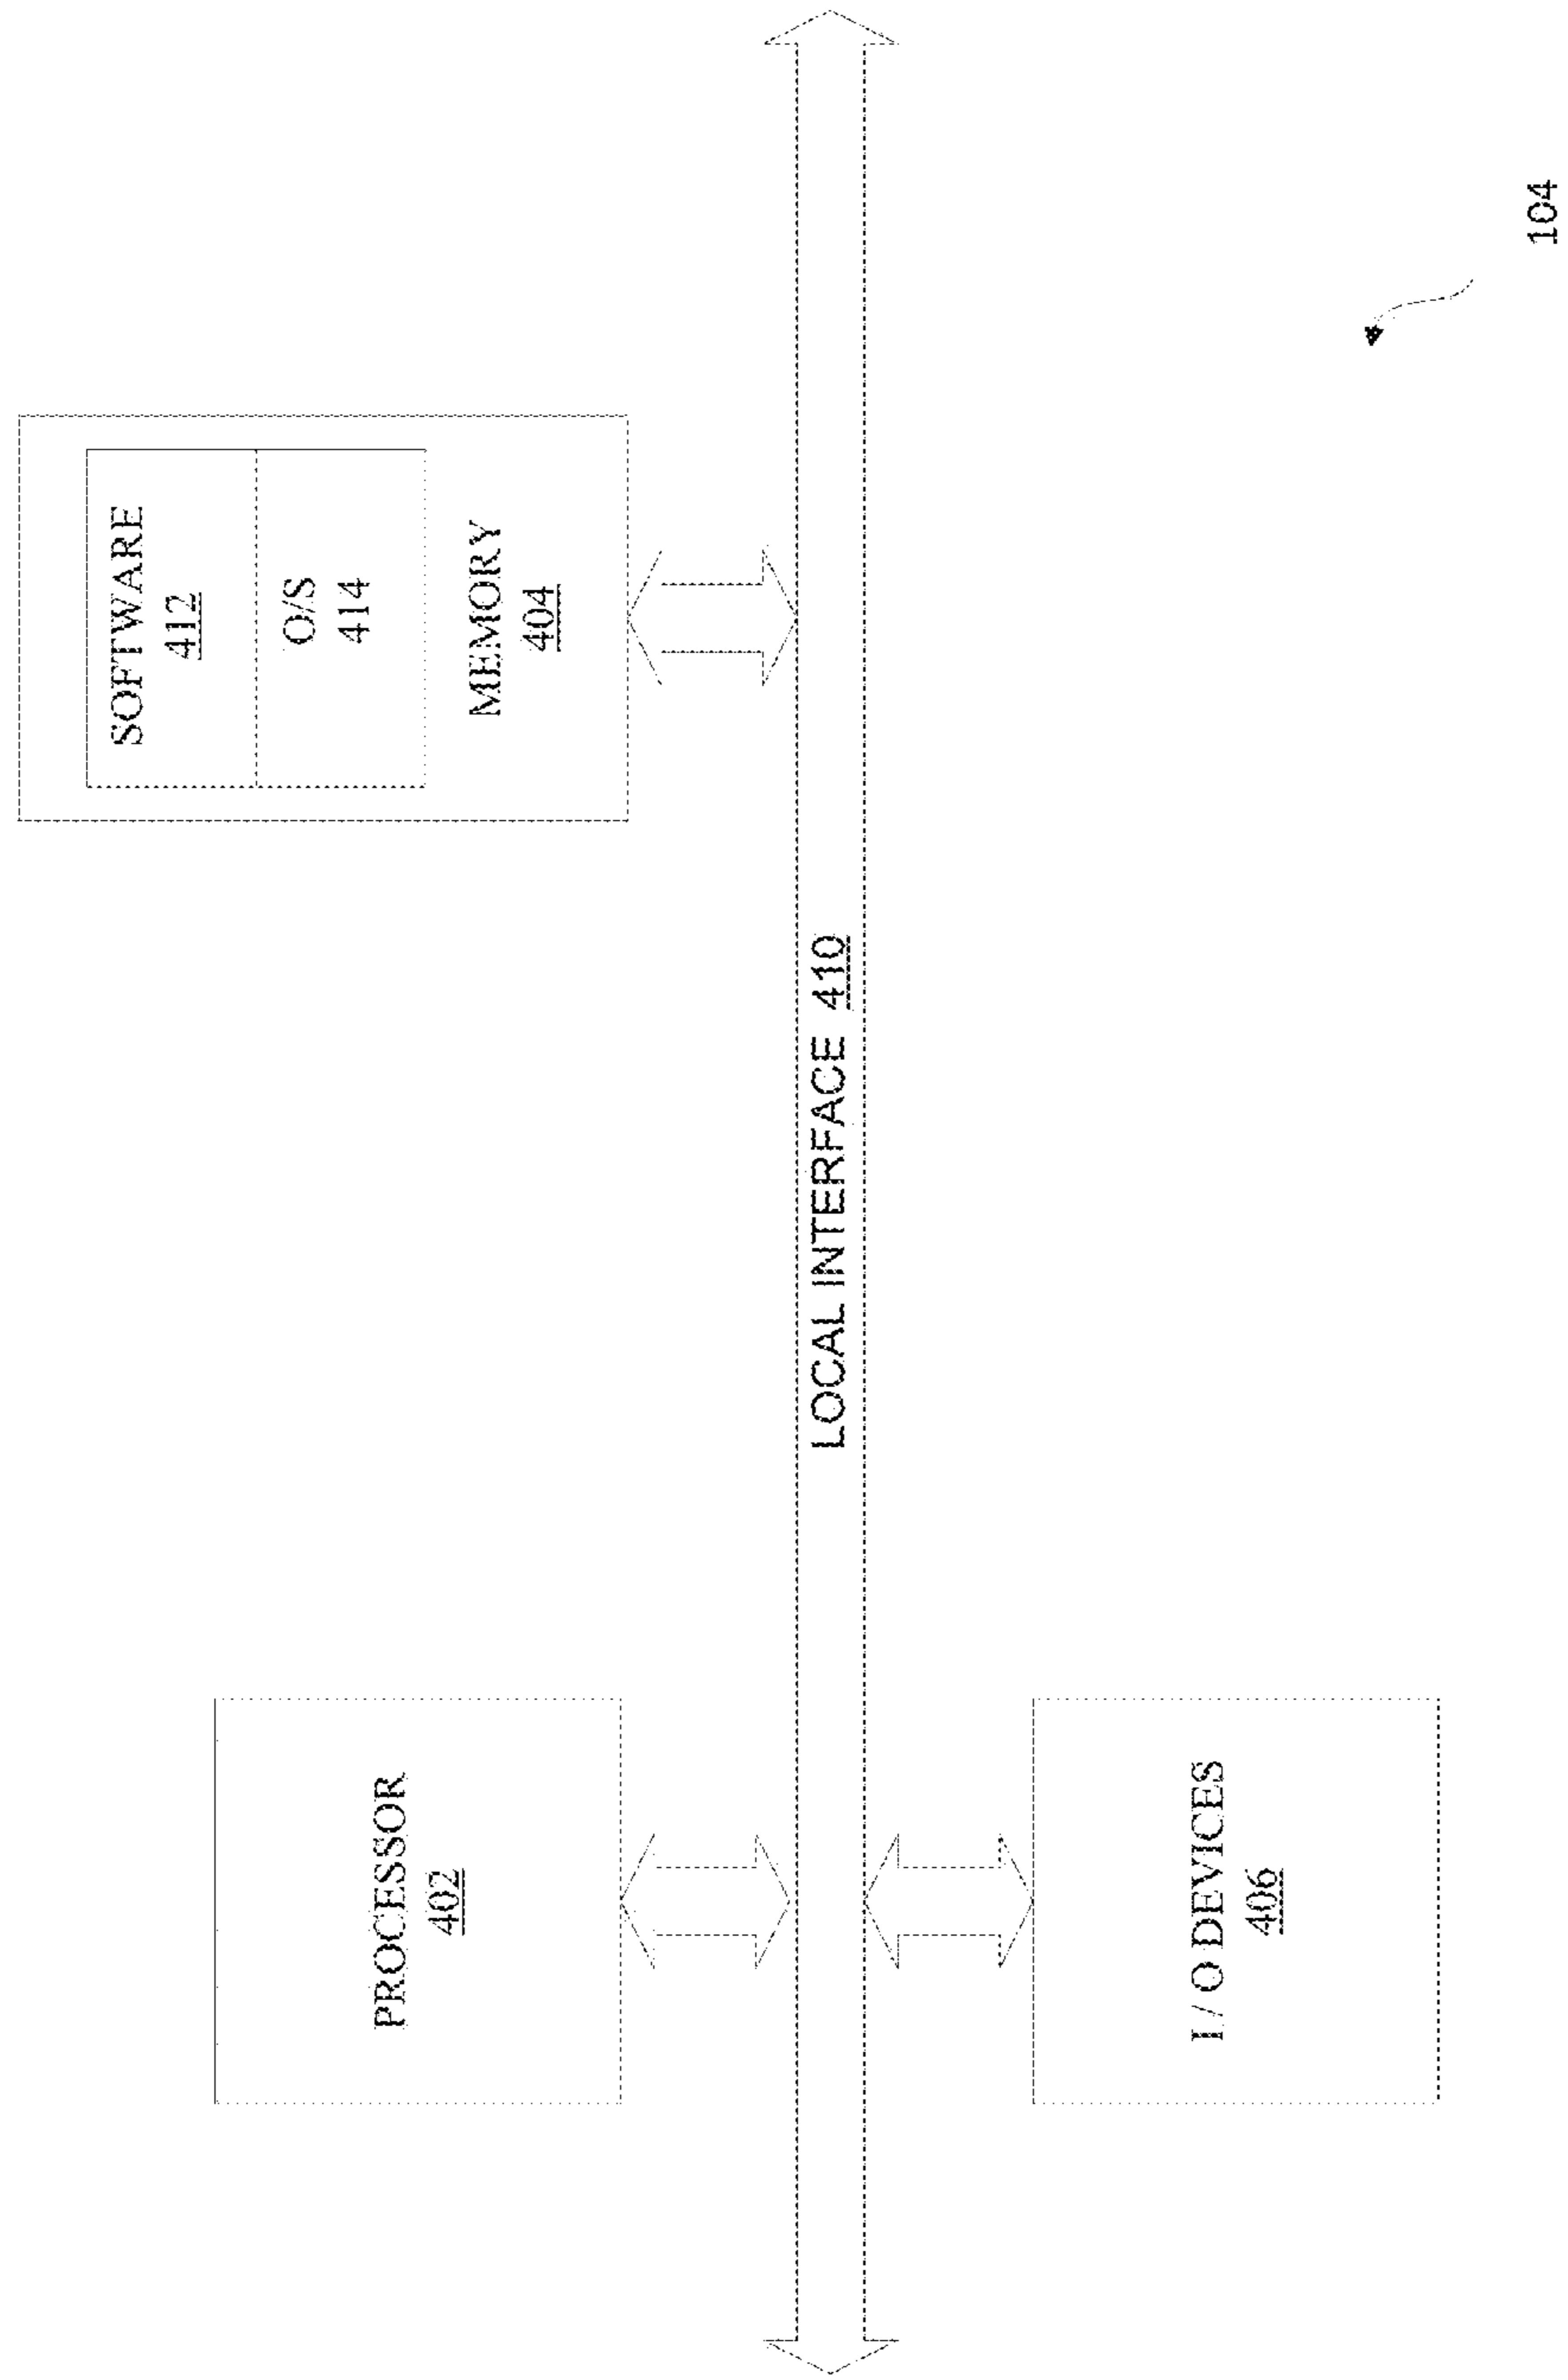 SOFTWARE
412
O/S
414
MEMORY
404
PROCESSOR
402
LOCAL INTERFACE 410
I / O DEVICES
406
104